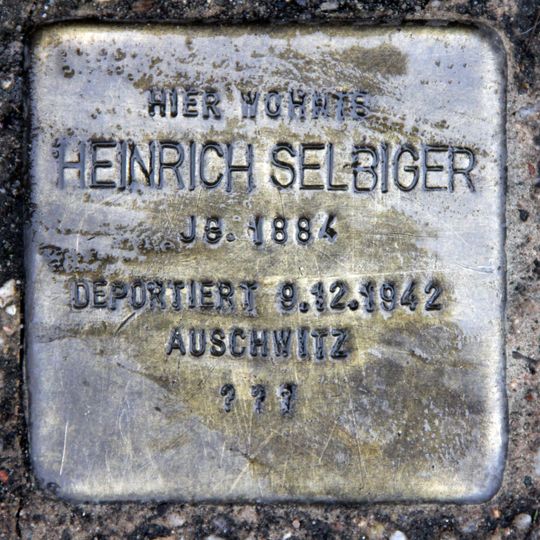 HIER WOHNTE
HEINRICH SELBIGER
JG. 1884
DEPORTIERT 9.12.1942
AUSCHWITZ
???